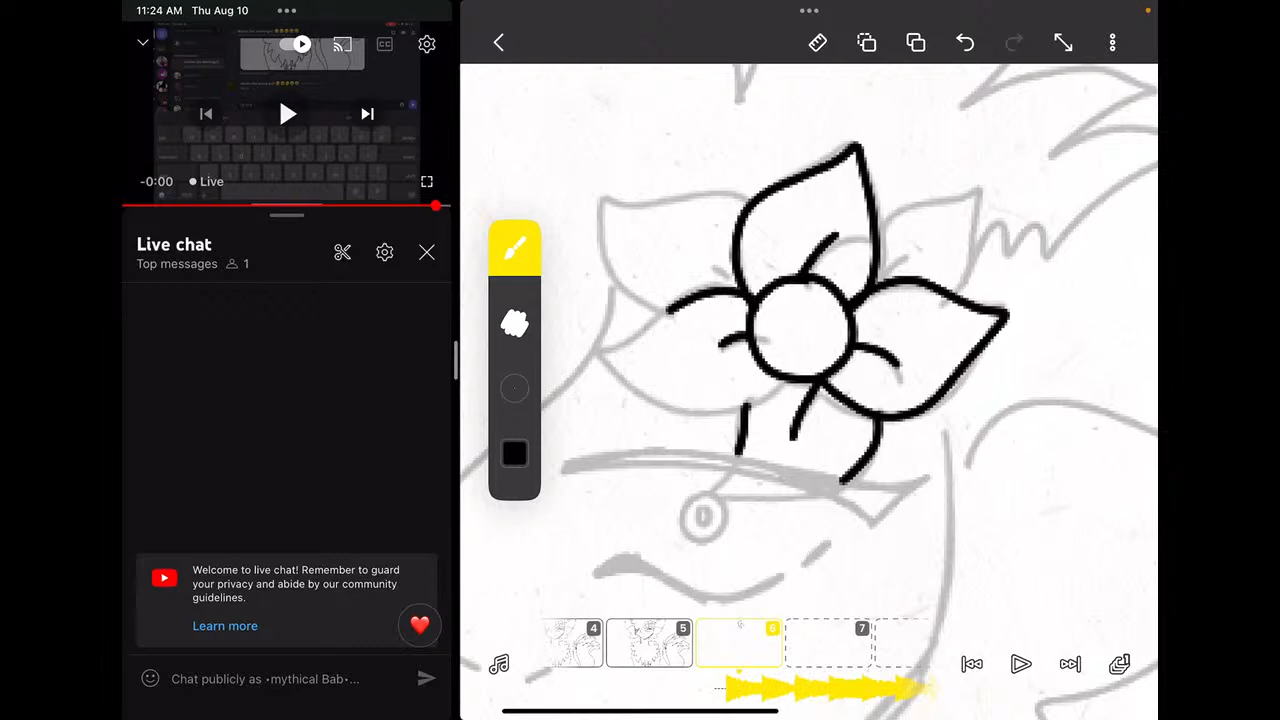 11:24 AM Thu Aug 10
CC
-0:00 Live
Live chat
Top messages 1
Welcome to live chat! Remember to guard
your privacy and abide by our community
guidelines.
Learn more
Chat publicly as •mythical Bab•...
4 5 6 7